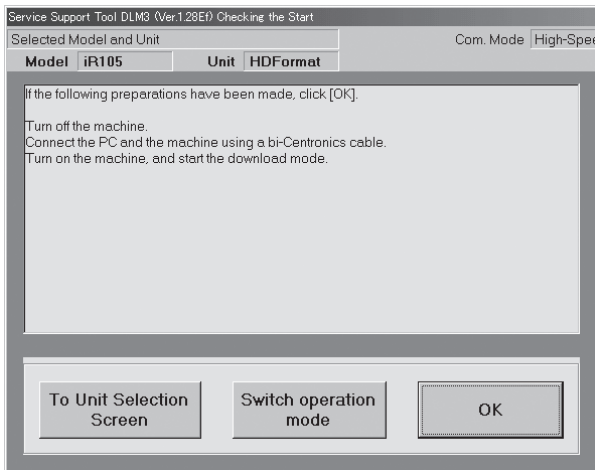 Service Support Tool DLM3 (Ver.1.28Ef) Checking the Start
Selected Model and Unit Com. Mode High-Spee
Model iR105 Unit HDFormat
If the following preparations have been made, click [OK].
Turn off the machine.
Connect the PC and the machine using a bi-Centronics cable.
Turn on the machine, and start the download mode.
To Unit Selection
Screen
Switch operation
mode
OK